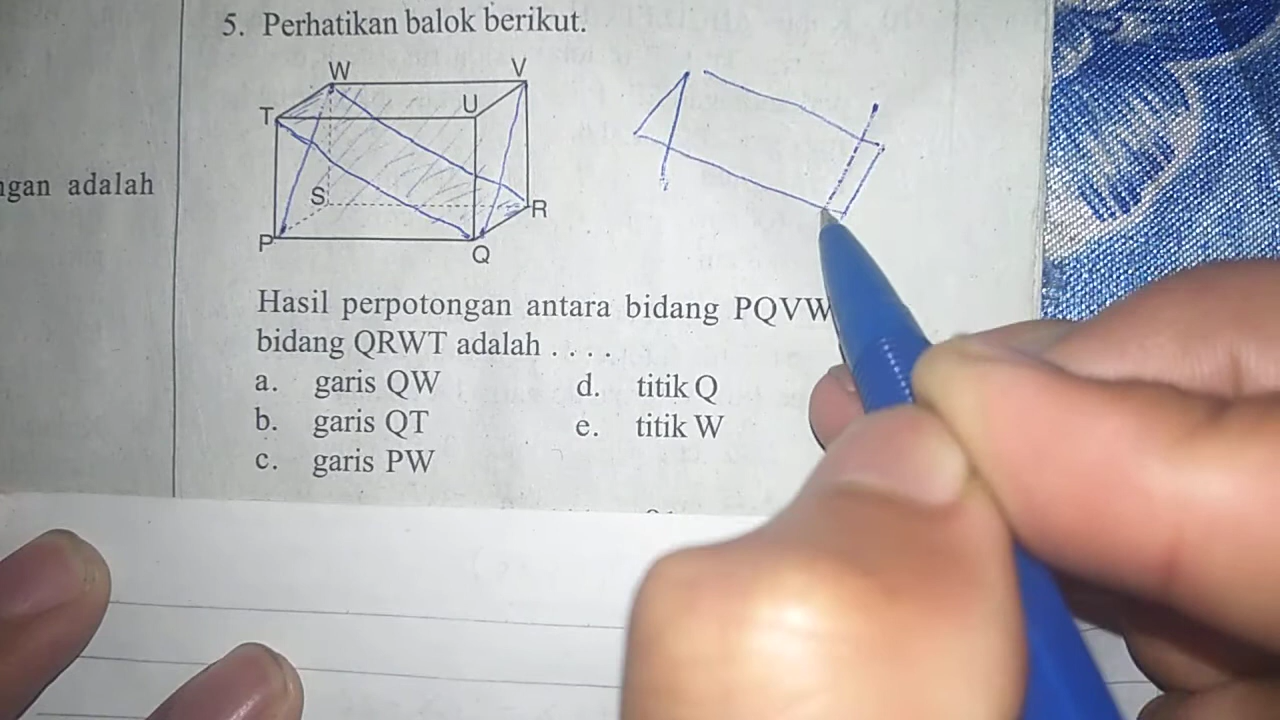 5. Perhatikan balok berikut.
W V
T U
S R
P Q
ngan adalah
Hasil perpotongan antara bidang PQVW
bidang QRWT adalah . . . .
a. garis QW d. titik Q
b. garis QT e. titik W
c. garis PW